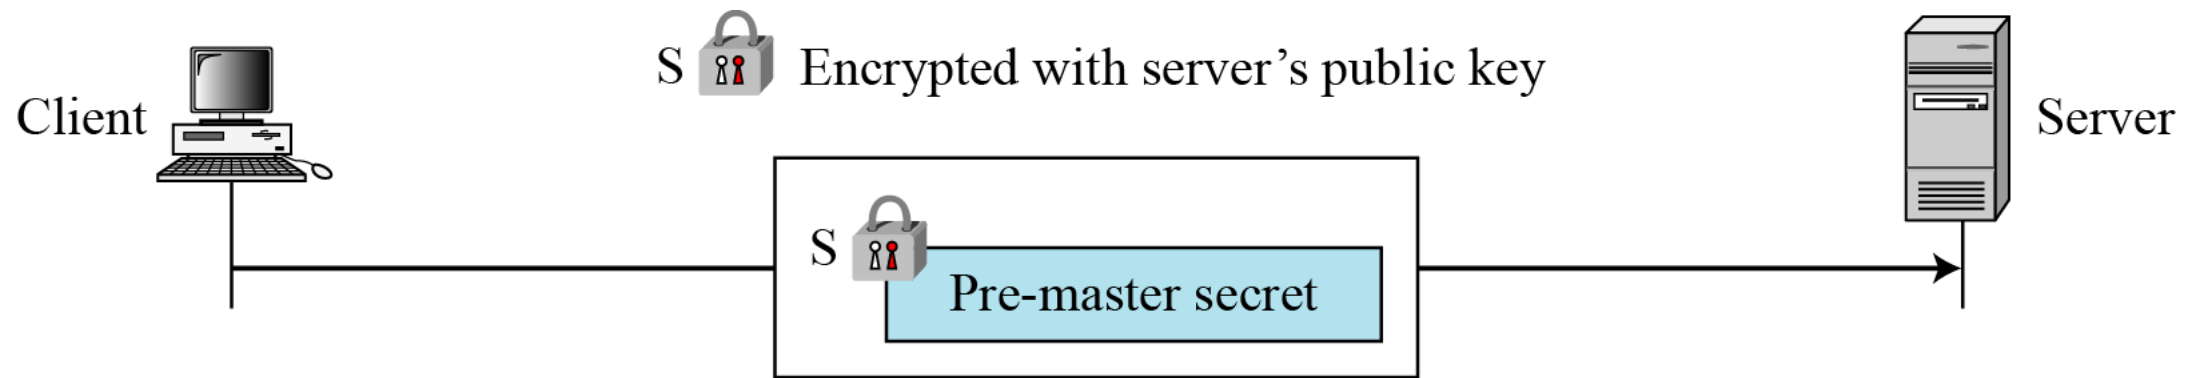 S Encrypted with server’s public key
Client
Server
S
Pre-master secret